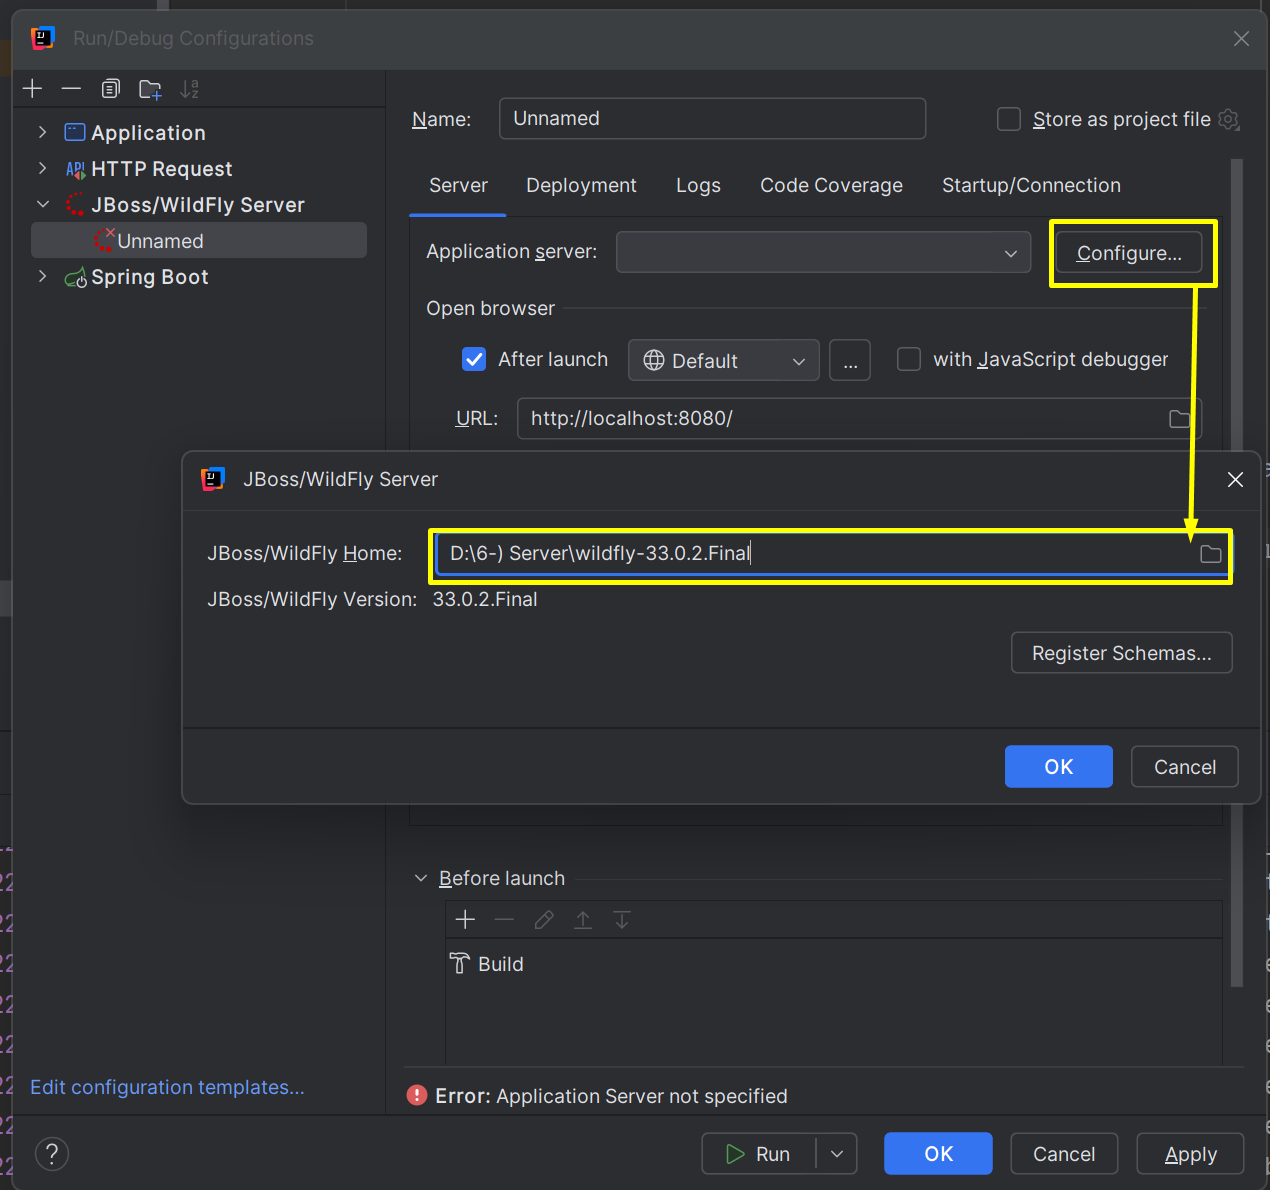 Run/Debug Configurations
Name: Unnamed Store as project file
Application
HTTP Request
JBoss/WildFly Server
Unnamed
Spring Boot
Server Deployment Logs Code Coverage Startup/Connection
Application server: Configure...
Open browser
After launch Default ... with JavaScript debugger
URL: http://localhost:8080/
JBoss/WildFly Server
JBoss/WildFly Home: D:\6-) Server\wildfly-33.0.2.Final
JBoss/WildFly Version: 33.0.2.Final
Register Schemas...
OK Cancel
Before launch
Build
Edit configuration templates...
Error: Application Server not specified
? Run OK Cancel Apply